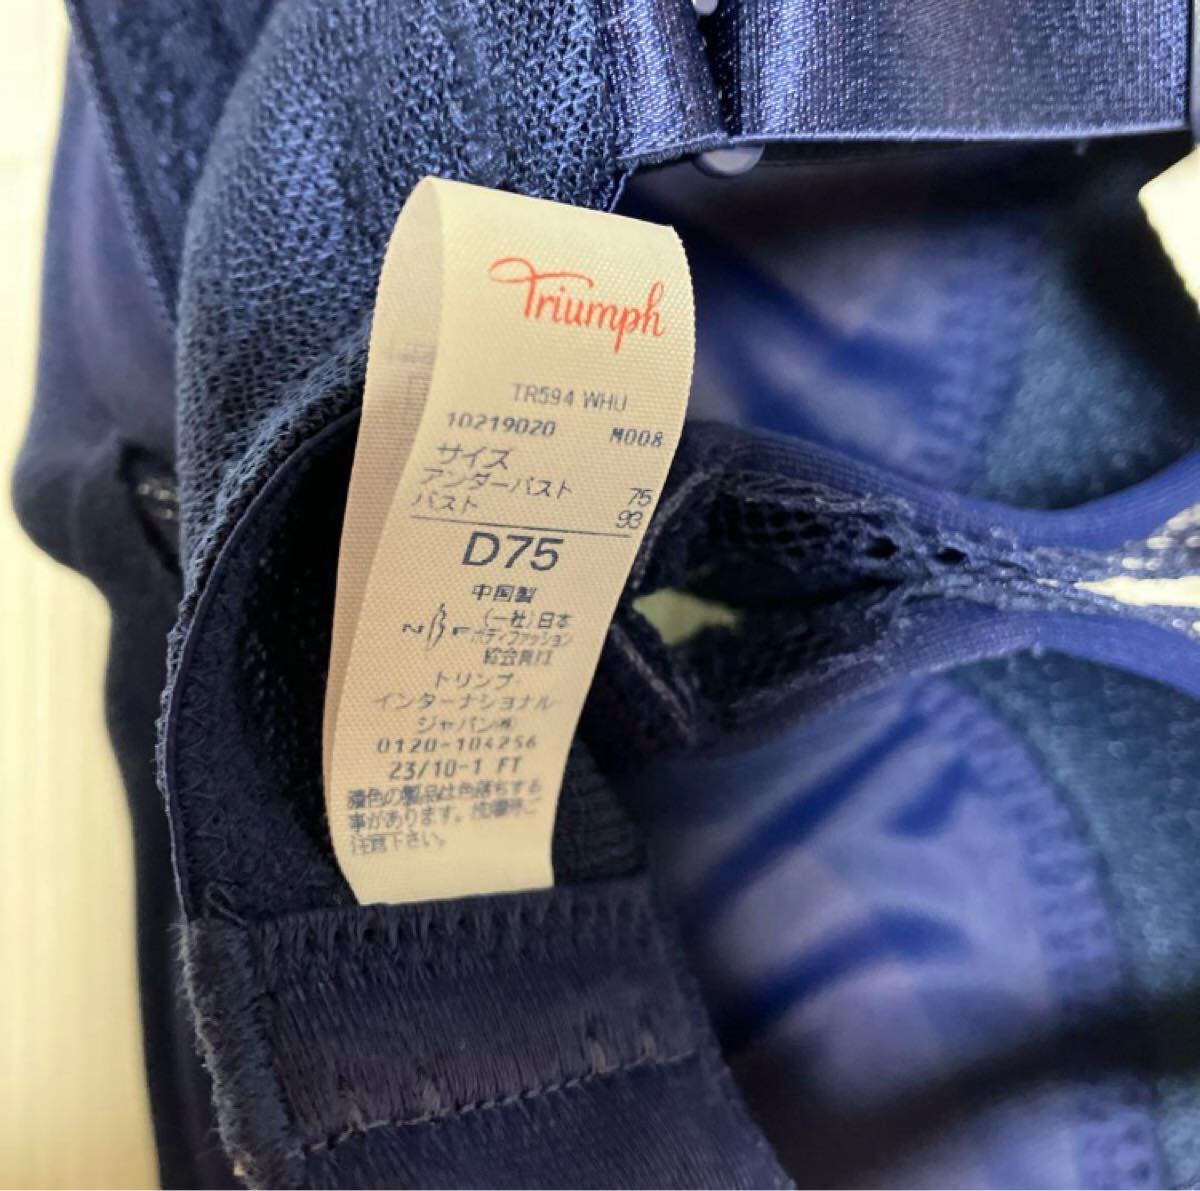 Triumph
TR594 WHU
10219020 M008
サイズ
アンダーバスト 75
バスト 93
D75
中国製
NBF (一社)日本
ボディファッション
協会員11
トリンプ・
インターナショナル
ジャパン㈱
0120-104256
23/10-1 FT
濃色の製品は色落ちする
事があります。洗濯時ご
注意下さい。